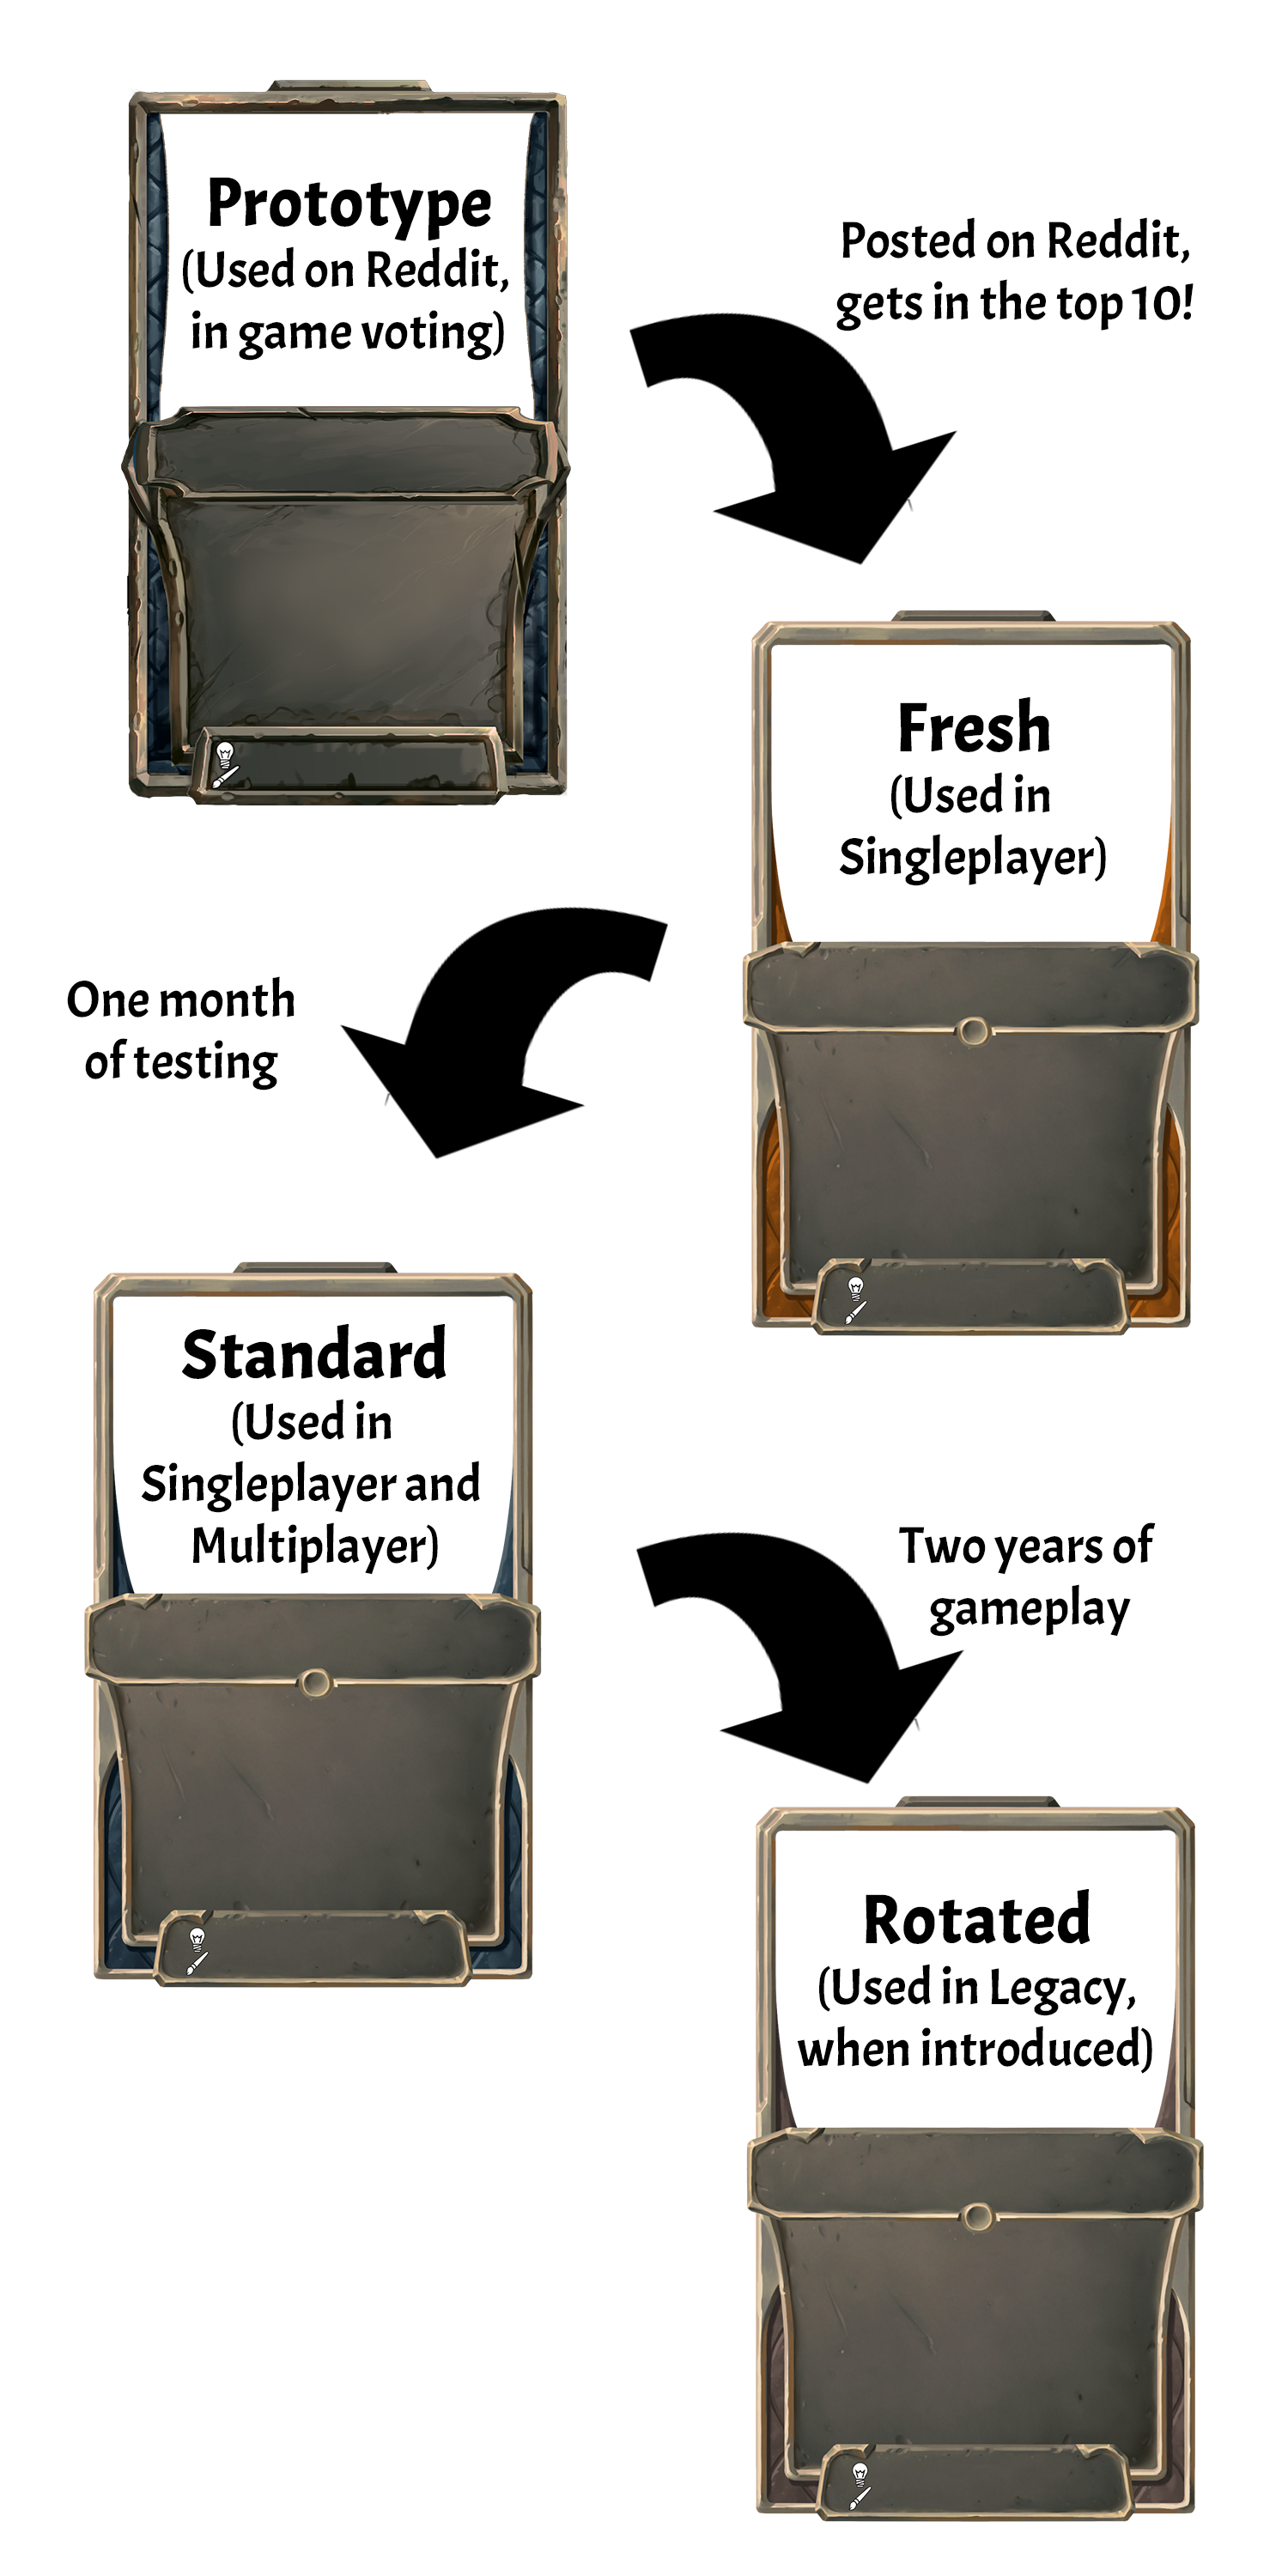 Prototype
(Used on Reddit,
in game voting)
Posted on Reddit,
gets in the top 10!
Fresh
(Used in
Singleplayer)
One month
of testing
Standard
(Used in
Singleplayer and
Multiplayer)
Two years of
gameplay
Rotated
(Used in Legacy,
when introduced)